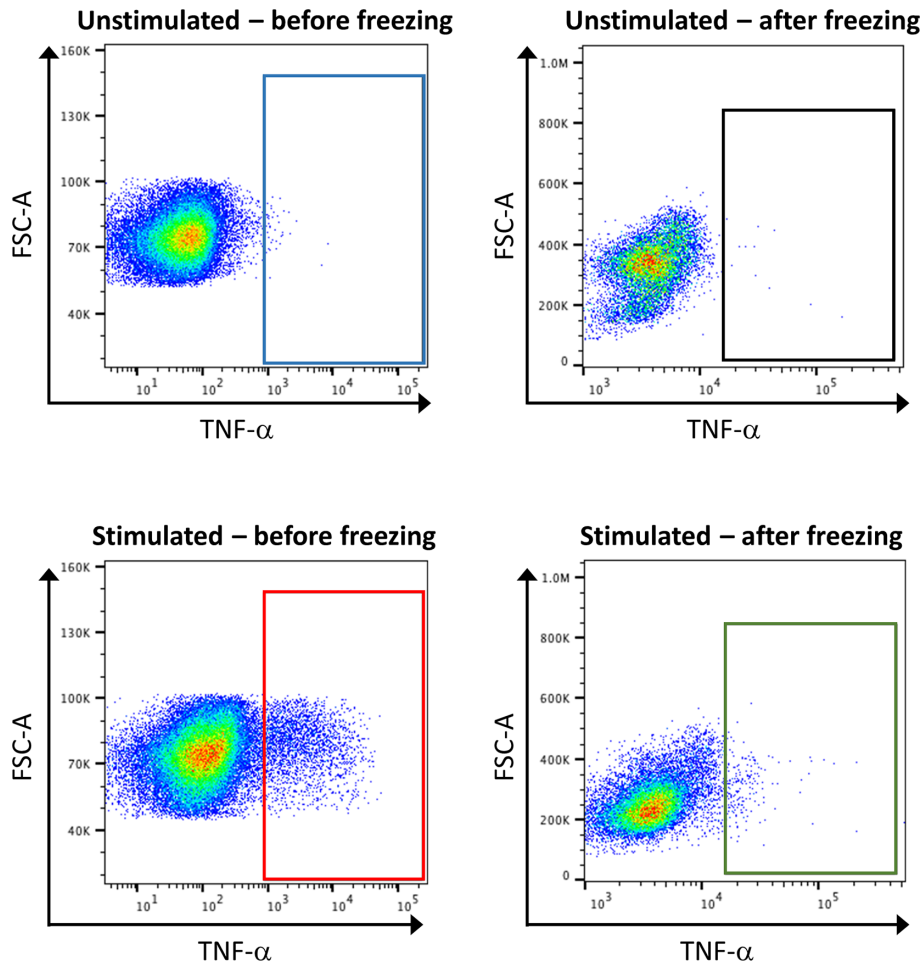 Unstimulated – before freezing
160K
130K
100K
70K
40K
FSC-A
10¹ 10² 10³ 10⁴ 10⁵
TNF-α
Unstimulated – after freezing
1.0M
800K
600K
400K
200K
0
FSC-A
10³ 10⁴ 10⁵
TNF-α
Stimulated – before freezing
160K
130K
100K
70K
40K
FSC-A
10¹ 10² 10³ 10⁴ 10⁵
TNF-α
Stimulated – after freezing
1.0M
800K
600K
400K
200K
0
FSC-A
10³ 10⁴ 10⁵
TNF-α